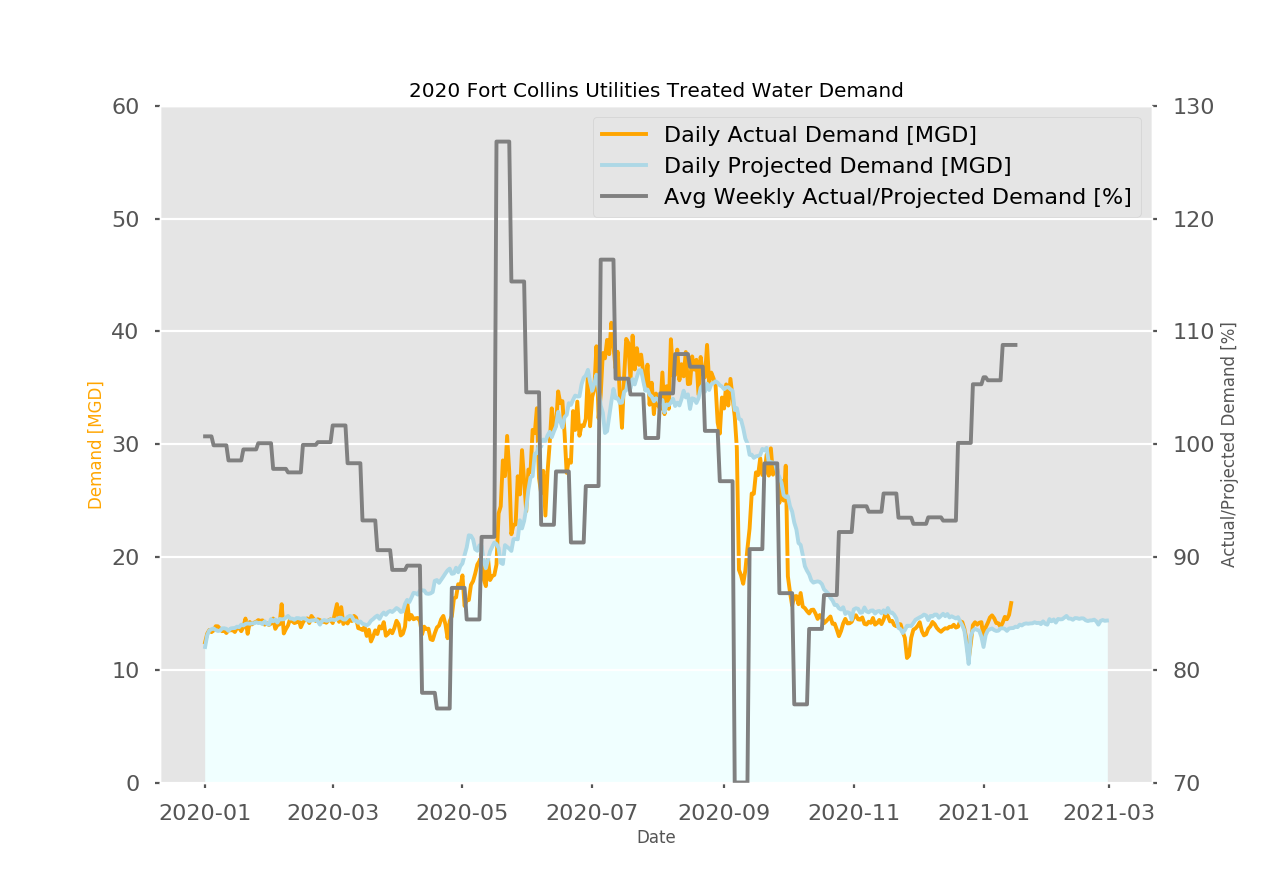 2020 Fort Collins Utilities Treated Water Demand
Daily Actual Demand [MGD]
Daily Projected Demand [MGD]
Avg Weekly Actual/Projected Demand [%]
60
50
40
30
20
10
0
Demand [MGD]
130
120
110
100
90
80
70
Actual/Projected Demand [%]
2020-01 2020-03 2020-05 2020-07 2020-09 2020-11 2021-01 2021-03
Date